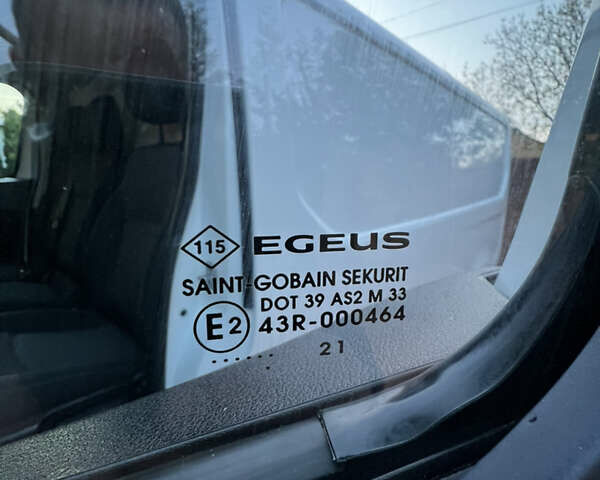 115 EGEUS
SAINT-GOBAIN SEKURIT
DOT 39 AS2 M 33
E2 43R-000464
...... 21